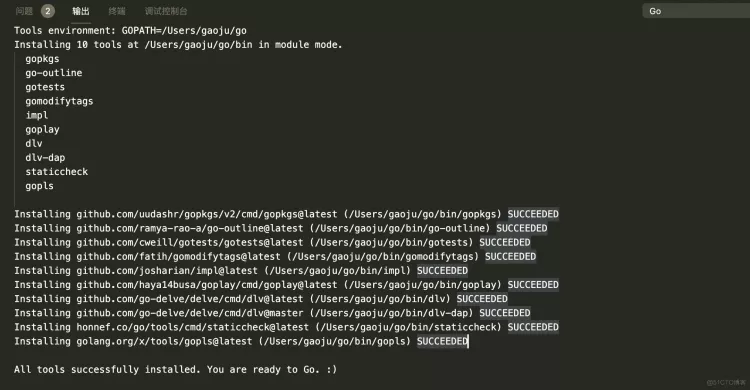 问题 2 输出 终端 调试控制台 Go
Tools environment: GOPATH=/Users/gaoju/go
Installing 10 tools at /Users/gaoju/go/bin in module mode.
gopkgs
go-outline
gotests
gomodifytags
impl
goplay
dlv
dlv-dap
staticcheck
gopls
Installing github.com/uudashr/gopkgs/v2/cmd/gopkgs@latest (/Users/gaoju/go/bin/gopkgs) SUCCEEDED
Installing github.com/ramya-rao-a/go-outline@latest (/Users/gaoju/go/bin/go-outline) SUCCEEDED
Installing github.com/cweill/gotests/gotests@latest (/Users/gaoju/go/bin/gotests) SUCCEEDED
Installing github.com/fatih/gomodifytags@latest (/Users/gaoju/go/bin/gomodifytags) SUCCEEDED
Installing github.com/josharian/impl@latest (/Users/gaoju/go/bin/impl) SUCCEEDED
Installing github.com/haya14busa/goplay/cmd/goplay@latest (/Users/gaoju/go/bin/goplay) SUCCEEDED
Installing github.com/go-delve/delve/cmd/dlv@latest (/Users/gaoju/go/bin/dlv) SUCCEEDED
Installing github.com/go-delve/delve/cmd/dlv@master (/Users/gaoju/go/bin/dlv-dap) SUCCEEDED
Installing honnef.co/go/tools/cmd/staticcheck@latest (/Users/gaoju/go/bin/staticcheck) SUCCEEDED
Installing golang.org/x/tools/gopls@latest (/Users/gaoju/go/bin/gopls) SUCCEEDED
All tools successfully installed. You are ready to Go. :)
@51CTO博客